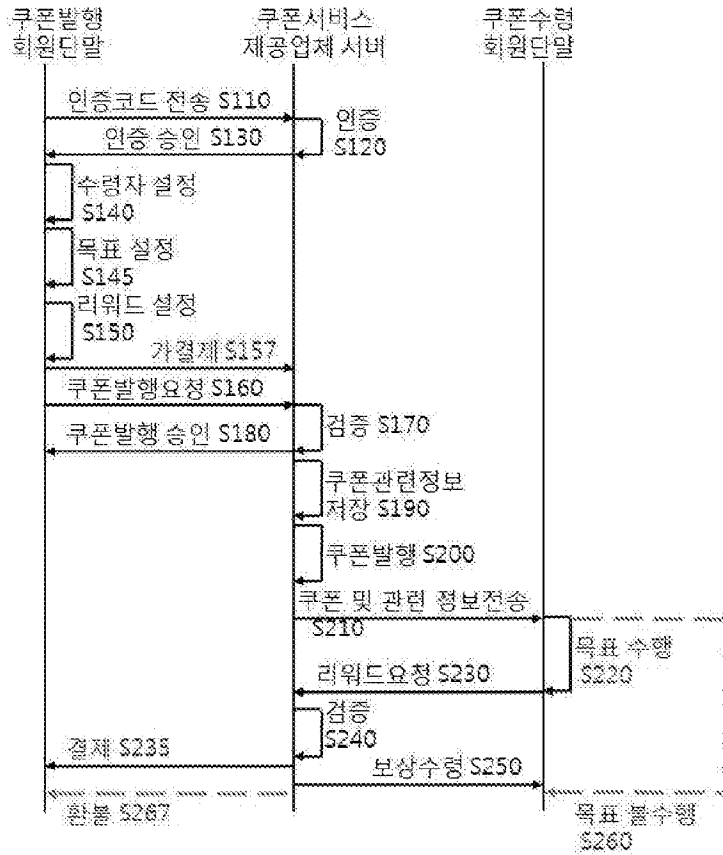 쿠폰발행 쿠폰서비스 쿠폰수령
회원단말 제공업체 서버 회원단말
인증코드 전송 S110
인증
인증 승인 S130
S120
수령자 설정
S140
목표 설정
S145
리워드 설정
S150
가결제 S157
쿠폰발행요청 S160
검증 S170
쿠폰발행 승인 S180
쿠폰관련정보
저장 S190
쿠폰발행 S200
쿠폰 및 관련 정보전송
S210
목표 수행
S220
리워드요청 S230
검증
S240
결제 S235
보상수령 S250
환불 S267
목표 불수행
S260